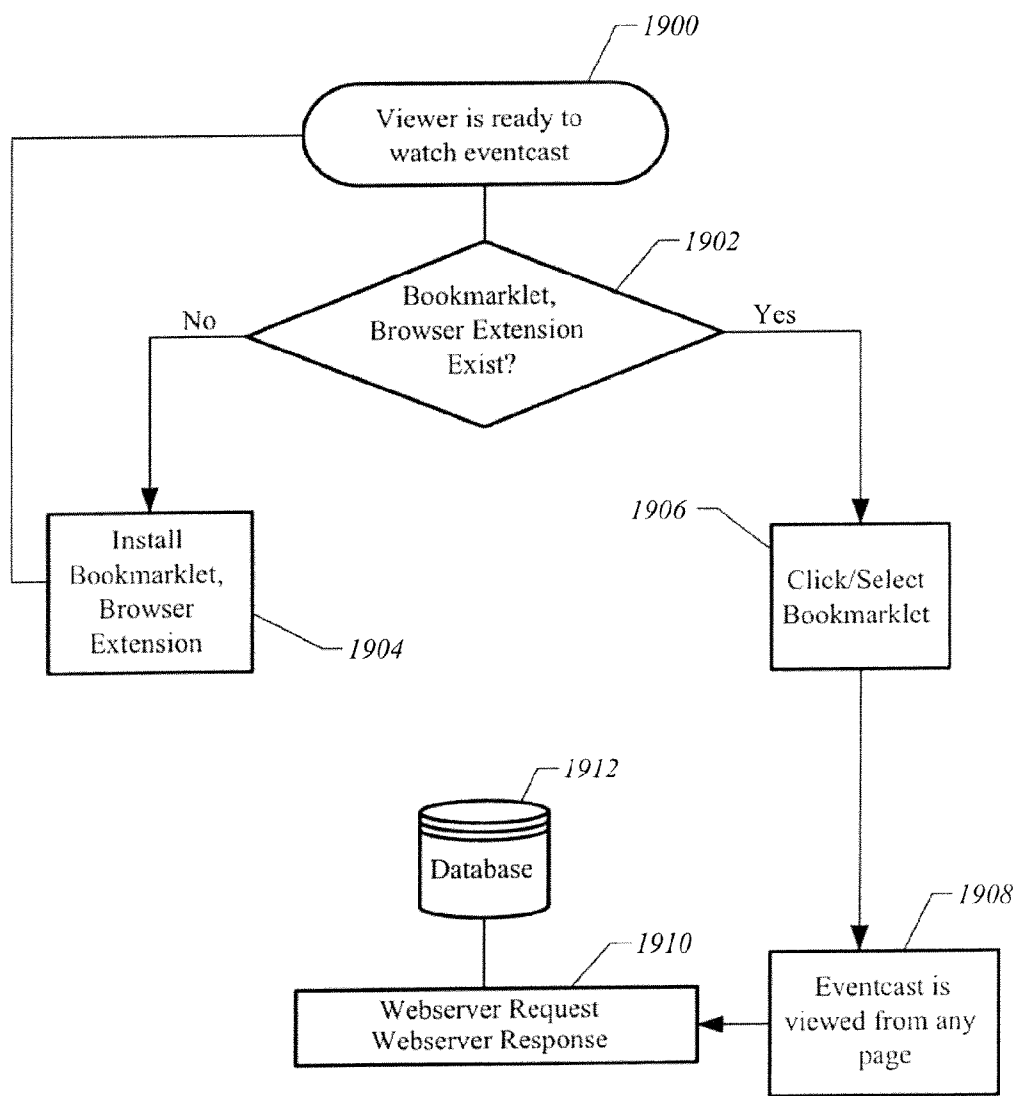 1900
Viewer is ready to
watch eventcast
1902
Bookmarklet,
Browser Extension
Exist?
No
Yes
Install
Bookmarklet,
Browser
Extension
1904
1906
Click/Select
Bookmarklet
1912
Database
1908
Eventcast is
viewed from any
page
1910
Webserver Request
Webserver Response